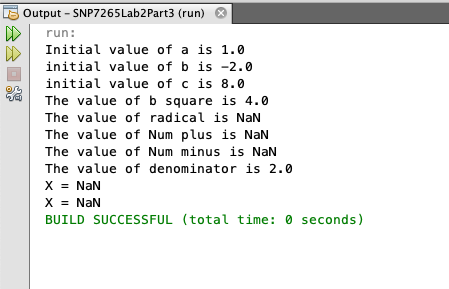 Output – SNP7265Lab2Part3 (run)
run:
Initial value of a is 1.0
initial value of b is -2.0
initial value of c is 8.0
The value of b square is 4.0
The value of radical is NaN
The value of Num plus is NaN
The value of Num minus is NaN
The value of denominator is 2.0
X = NaN
X = NaN
BUILD SUCCESSFUL (total time: 0 seconds)